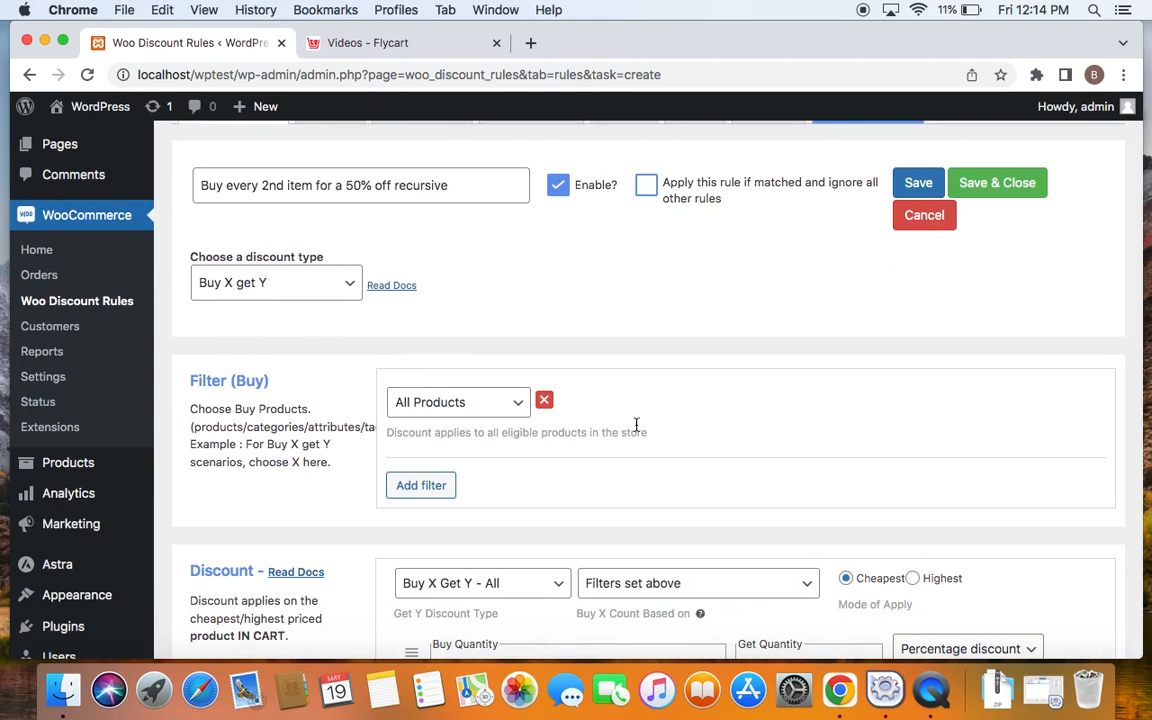 Chrome File Edit View History Bookmarks Profiles Tab Window Help 11% Fri 12:14 PM
Woo Discount Rules ‹ WordPre Videos - Flycart
localhost/wptest/wp-admin/admin.php?page=woo_discount_rules&tab=rules&task=create B
WordPress 1 0 New Howdy, admin
Pages
Comments
WooCommerce
Home
Orders
Woo Discount Rules
Customers
Reports
Settings
Status
Extensions
Products
Analytics
Marketing
Astra
Appearance
Plugins
Users
Buy every 2nd item for a 50% off recursive
Enable?
Apply this rule if matched and ignore all
other rules
Save Save & Close
Cancel
Choose a discount type
Buy X get Y Read Docs
Filter (Buy)
Choose Buy Products.
(products/categories/attributes/ta
Example : For Buy X get Y
scenarios, choose X here.
All Products
Discount applies to all eligible products in the store
Add filter
Discount - Read Docs
Discount applies on the
cheapest/highest priced
product IN CART.
Buy X Get Y - All Filters set above Cheapest Highest
Get Y Discount Type Buy X Count Based on Mode of Apply
Buy Quantity Get Quantity Percentage discount
MAY
19
ZIP